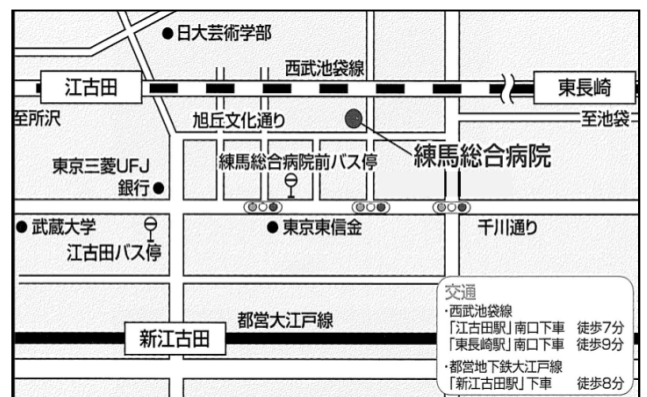 日大芸術学部
西武池袋線
江古田
東長崎
至所沢
旭丘文化通り
至池袋
練馬総合病院
東京三菱UFJ
銀行
練馬総合病院前バス停
武蔵大学
江古田バス停
東京東信金
千川通り
都営大江戸線
新江古田
交通
・西武池袋線
「江古田駅」南口下車 徒歩7分
「東長崎駅」南口下車 徒歩9分
・都営地下鉄大江戸線
「新江古田駅」下車 徒歩8分